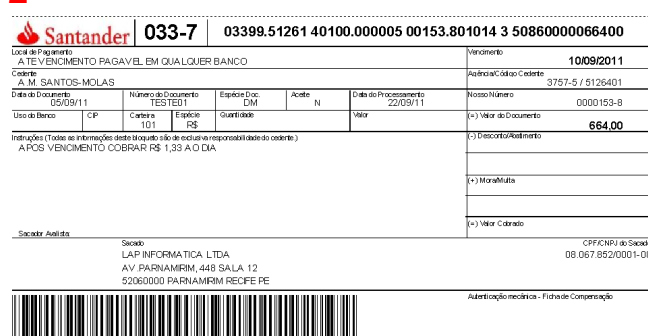 Santander 033-7 03399.51261 40100.000005 00153.801014 3 50860000066400
Local de Pagamento
ATE VENCIMENTO PAGAVEL EM QUALQUER BANCO
Vencimento
10/09/2011
Cedente
A.M. SANTOS-MOLAS
Agência/Código Cedente
3757-5 / 5126401
Data do Documento
05/09/11
Número do Documento
TESTE01
Espécie Doc.
DM
Aceite
N
Data do Processamento
22/09/11
Nosso Número
0000153-8
Uso do Banco
CIP
Carteira
101
Espécie
R$
Quantidade
Valor
(=) Valor do Documento
664,00
Instruções (Todas as informações deste bloqueto são de exclusiva responsabilidade do cedente.)
APOS VENCIMENTO COBRAR R$ 1,33 AO DIA
(-) Desconto/Abatimento
(+) Mora/Multa
(=) Valor Cobrado
Sacador Avalista:
Sacado
LAP INFORMATICA LTDA
AV.PARNAMIRIM, 448 SALA 12
52060000 PARNAMIRIM RECIFE PE
CPF/CNPJ do Sacado
08.067.852/0001-0
Autenticação mecânica - Ficha de Compensação